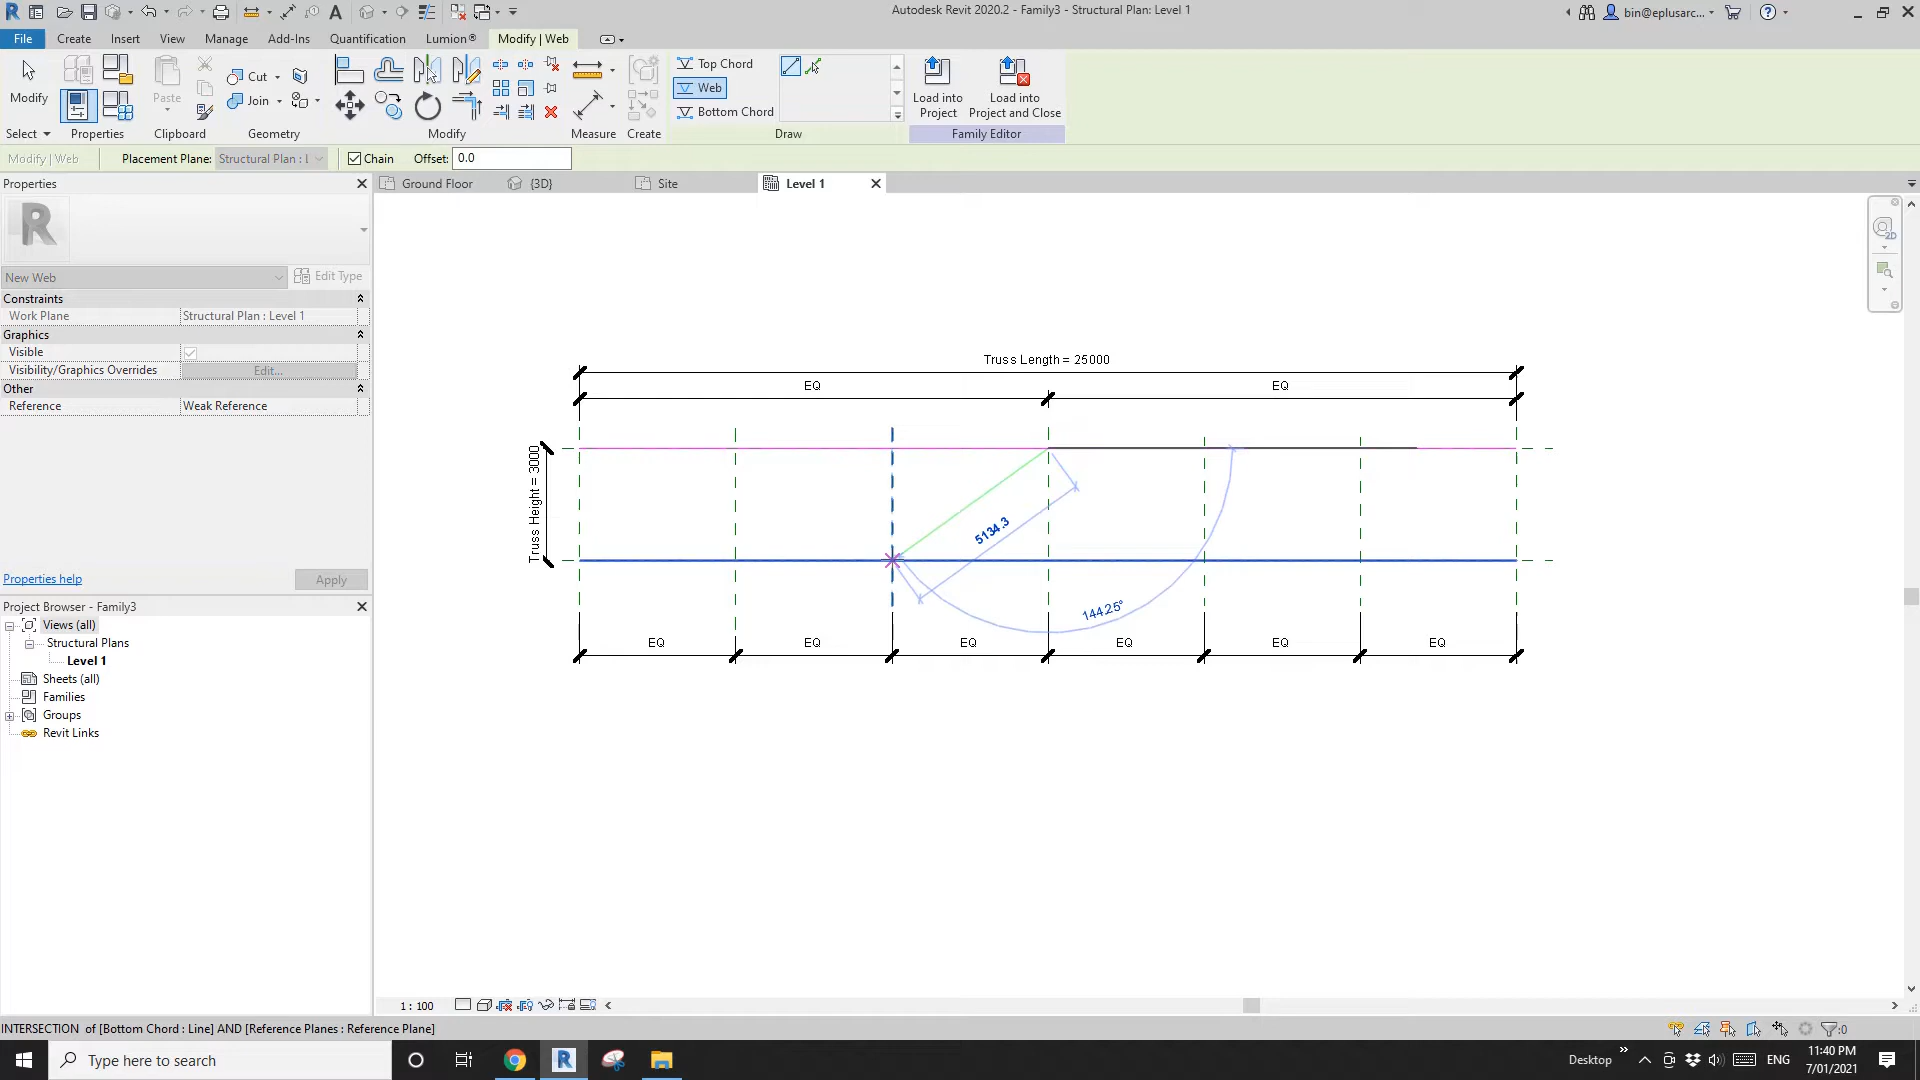 Autodesk Revit 2020.2 - Family3 - Structural Plan: Level 1
bin@eplusarc...
File Create Insert View Manage Add-Ins Quantification Lumion® Modify | Web
Modify
Paste
Cut
Join
Top Chord
Web
Bottom Chord
Load into
Project
Load into
Project and Close
Select Properties Clipboard Geometry Modify Measure Create Draw Family Editor
Modify | Web Placement Plane: Structural Plan : L Chain Offset: 0.0
Properties
Ground Floor {3D} Site Level 1
New Web Edit Type
Constraints
Work Plane Structural Plan : Level 1
Graphics
Visible
Visibility/Graphics Overrides Edit...
Other
Reference Weak Reference
Properties help Apply
Project Browser - Family3
Views (all)
Structural Plans
Level 1
Sheets (all)
Families
Groups
Revit Links
Truss Length = 25000
EQ EQ
Truss Height = 3000
5134.3
144.25°
EQ EQ EQ EQ EQ EQ
2D
1 : 100
INTERSECTION of [Bottom Chord : Line] AND [Reference Planes : Reference Plane]
:0
Type here to search
Desktop
ENG
11:40 PM
7/01/2021